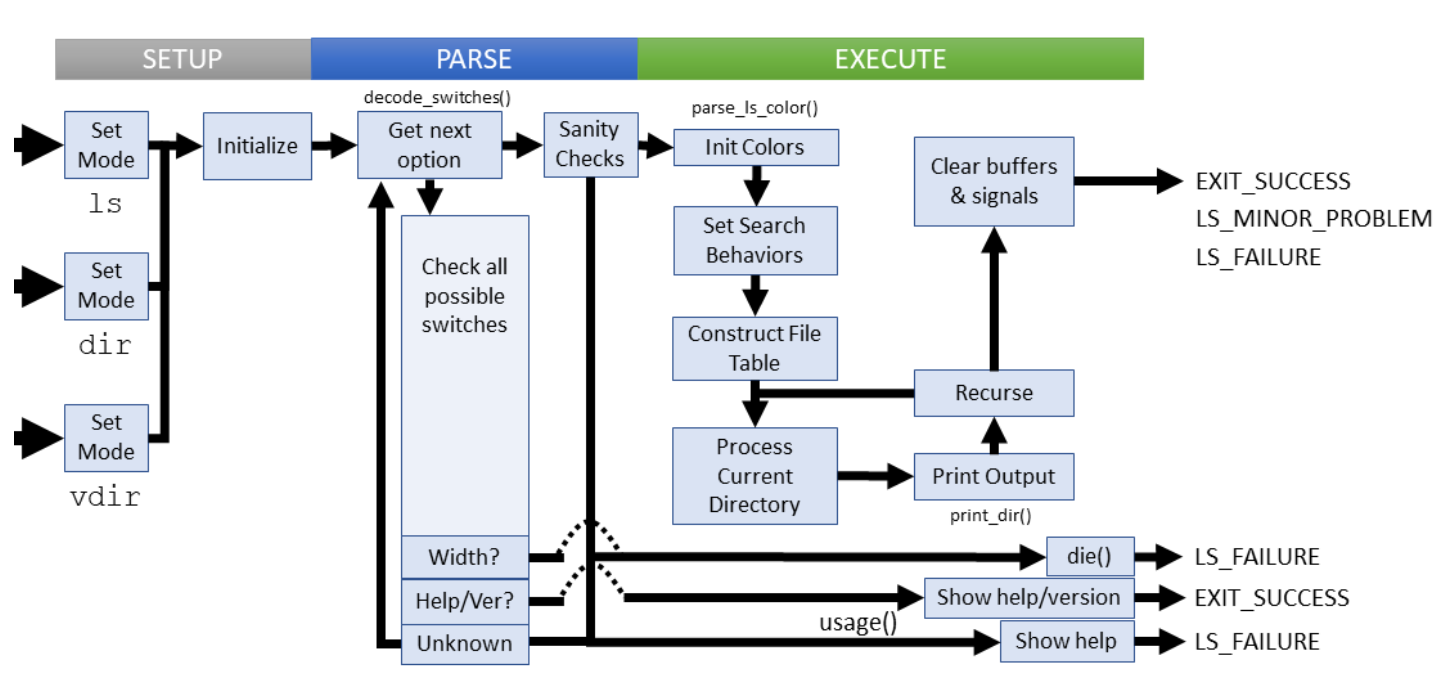 SETUP
PARSE
EXECUTE
decode_switches()
parse_ls_color()
Set
Mode
ls
Initialize
Get next
option
Sanity
Checks
Init Colors
Clear buffers
& signals
EXIT_SUCCESS
LS_MINOR_PROBLEM
LS_FAILURE
Set
Mode
dir
Check all
possible
switches
Set Search
Behaviors
Construct File
Table
Recurse
Set
Mode
vdir
Process
Current
Directory
Print Output
print_dir()
Width?
die()
LS_FAILURE
Help/Ver?
Show help/version
EXIT_SUCCESS
Unknown
usage()
Show help
LS_FAILURE